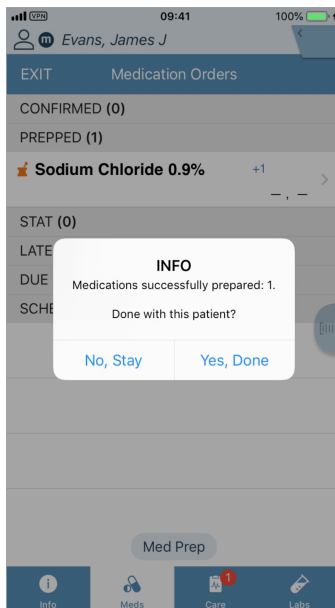 VPN 09:41 100%
m Evans, James J
EXIT Medication Orders
CONFIRMED (0)
PREPPED (1)
Sodium Chloride 0.9% +1
_ , _
STAT (0)
LATE
DUE
SCHE
INFO
Medications successfully prepared: 1.
Done with this patient?
No, Stay Yes, Done
Med Prep
1
Info Meds Care Labs